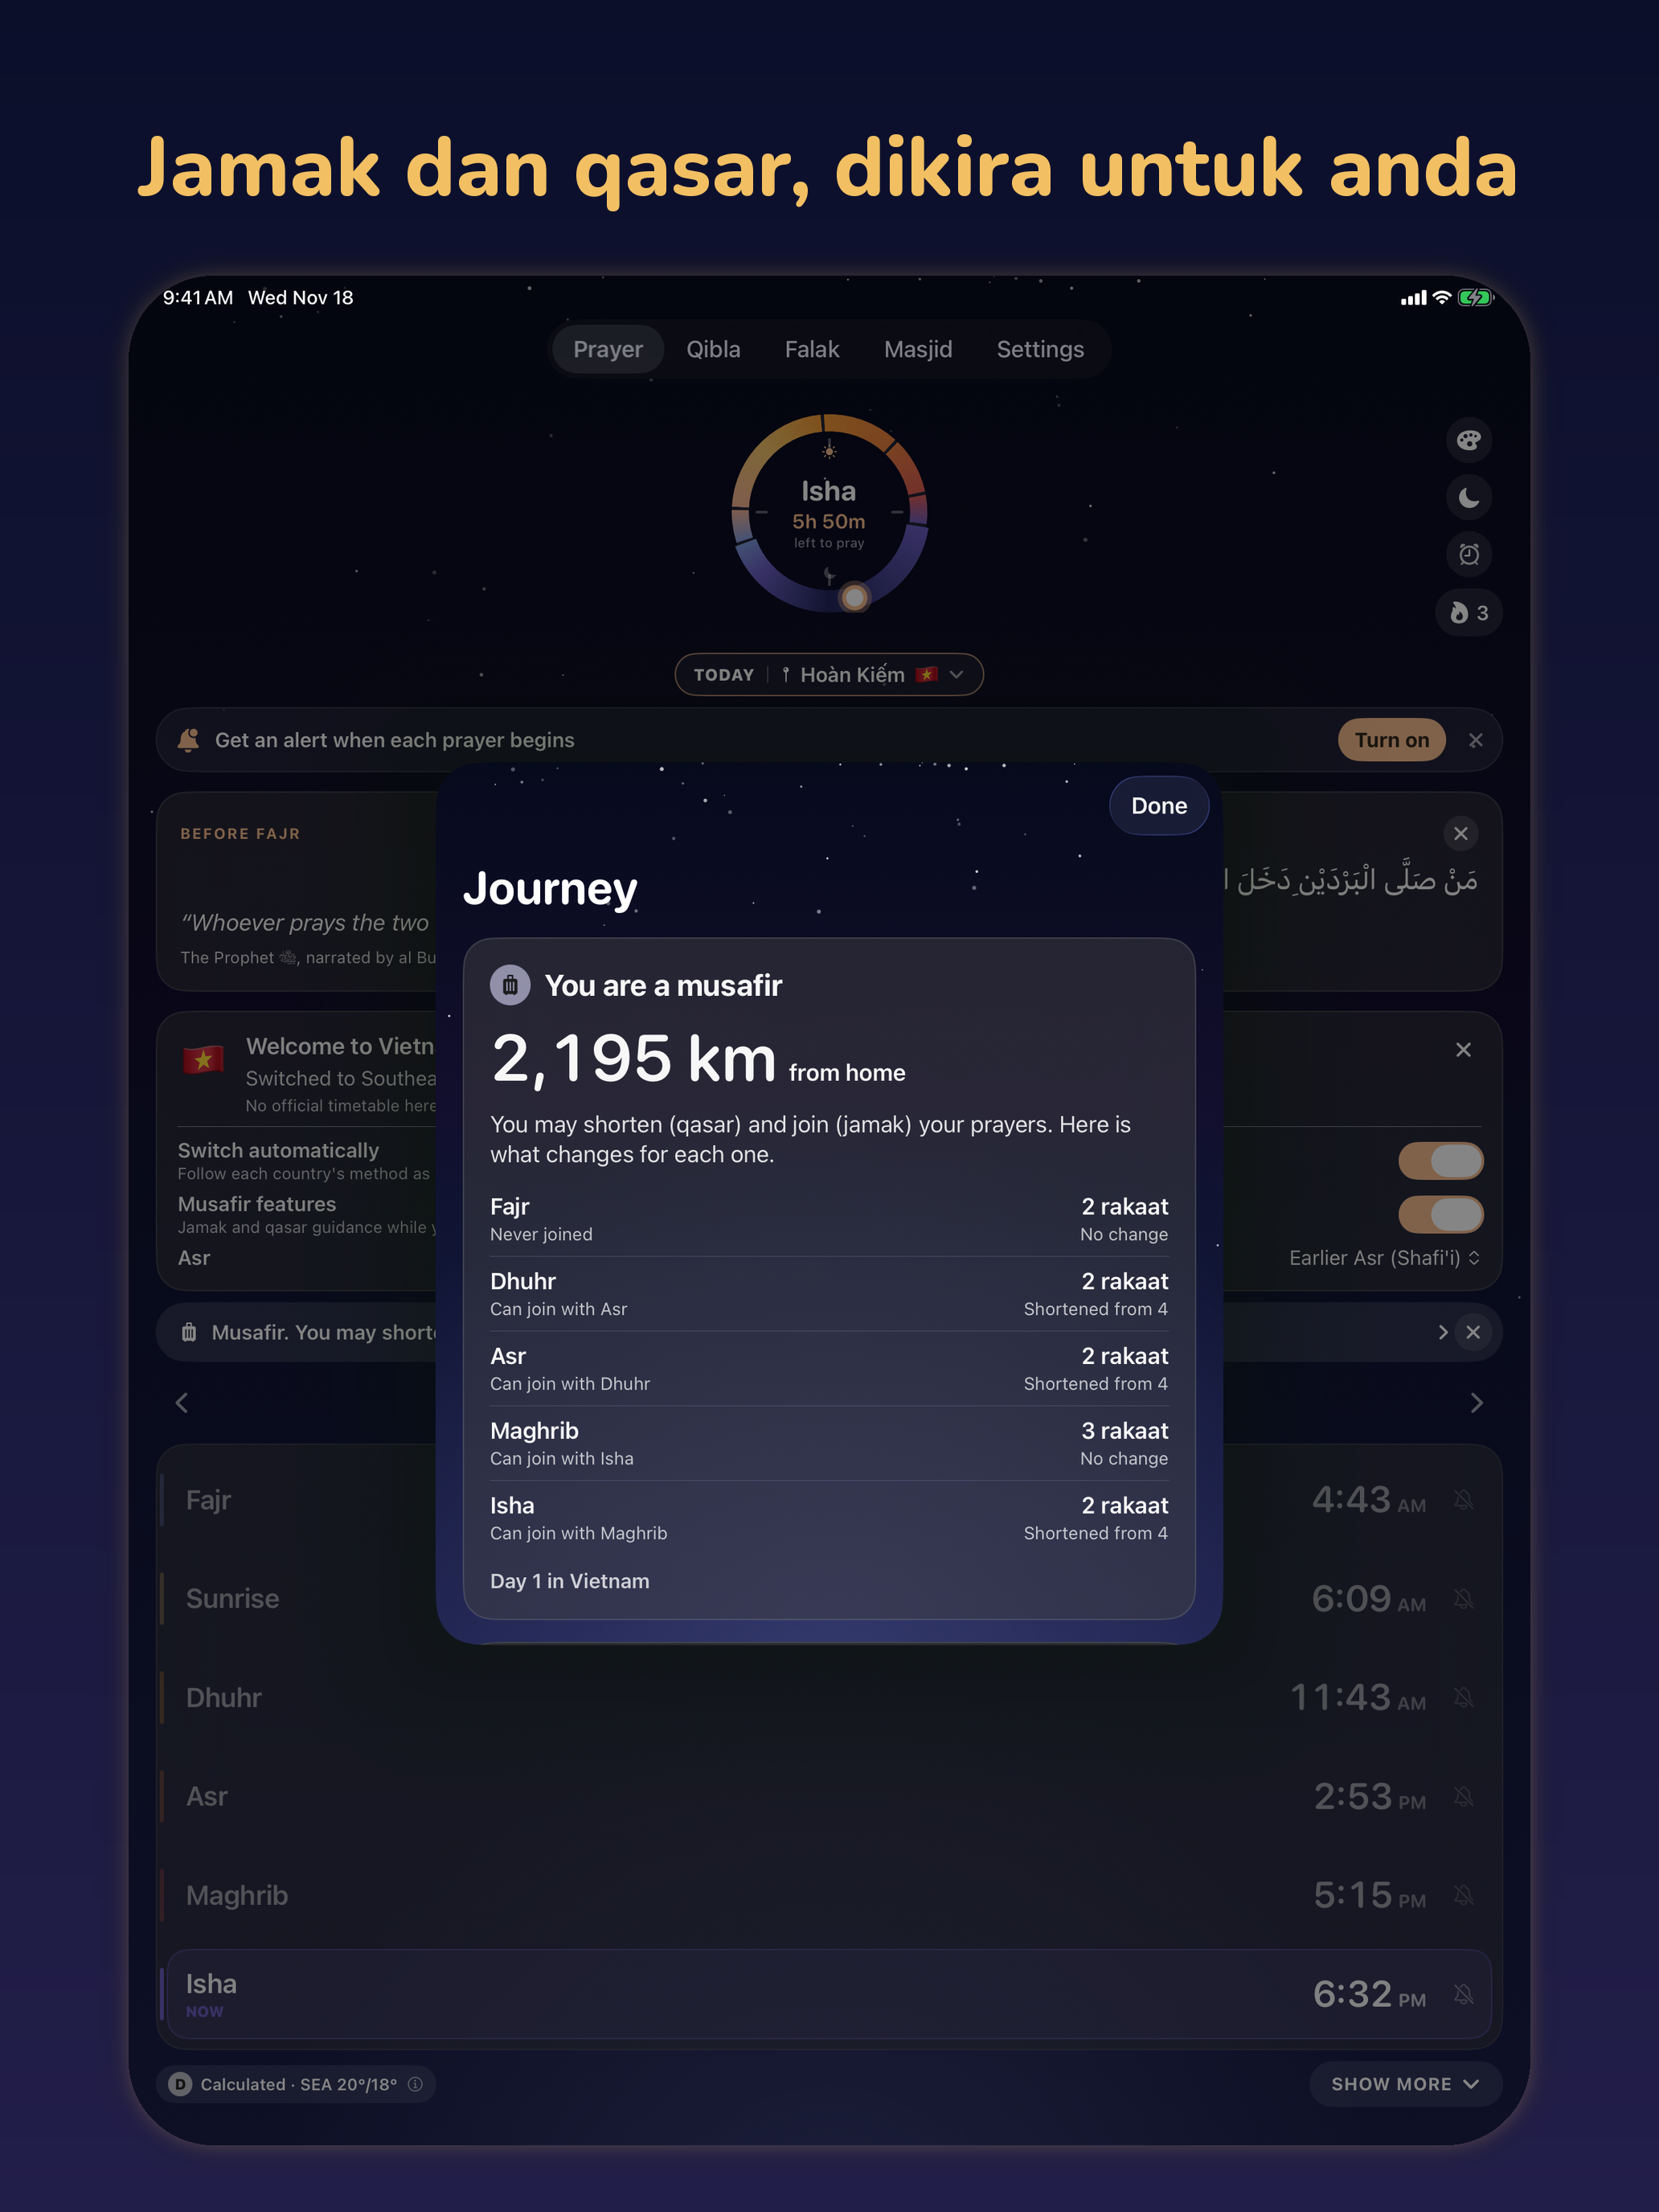 Jamak dan qasar, dikira untuk anda
9:41 AM Wed Nov 18
Prayer Qibla Falak Masjid Settings
Isha
5h 50m
left to pray
3
TODAY Hoàn Kiếm
Get an alert when each prayer begins
Turn on
Done
BEFORE FAJR
مَنْ صَلَّى الْبَرْدَيْنِ دَخَلَ ا
“Whoever prays the two
The Prophet ﷺ, narrated by al Bu
Journey
You are a musafir
2,195 km from home
You may shorten (qasar) and join (jamak) your prayers. Here is
what changes for each one.
Fajr 2 rakaat
Never joined No change
Dhuhr 2 rakaat
Can join with Asr Shortened from 4
Asr 2 rakaat
Can join with Dhuhr Shortened from 4
Maghrib 3 rakaat
Can join with Isha No change
Isha 2 rakaat
Can join with Maghrib Shortened from 4
Day 1 in Vietnam
Welcome to Vietn
Switched to Southea
No official timetable here
Switch automatically
Follow each country's method as
Musafir features
Jamak and qasar guidance while y
Asr Earlier Asr (Shafi'i)
Musafir. You may shorte
Fajr 4:43 AM
Sunrise 6:09 AM
Dhuhr 11:43 AM
Asr 2:53 PM
Maghrib 5:15 PM
Isha 6:32 PM
NOW
D Calculated · SEA 20°/18°
SHOW MORE